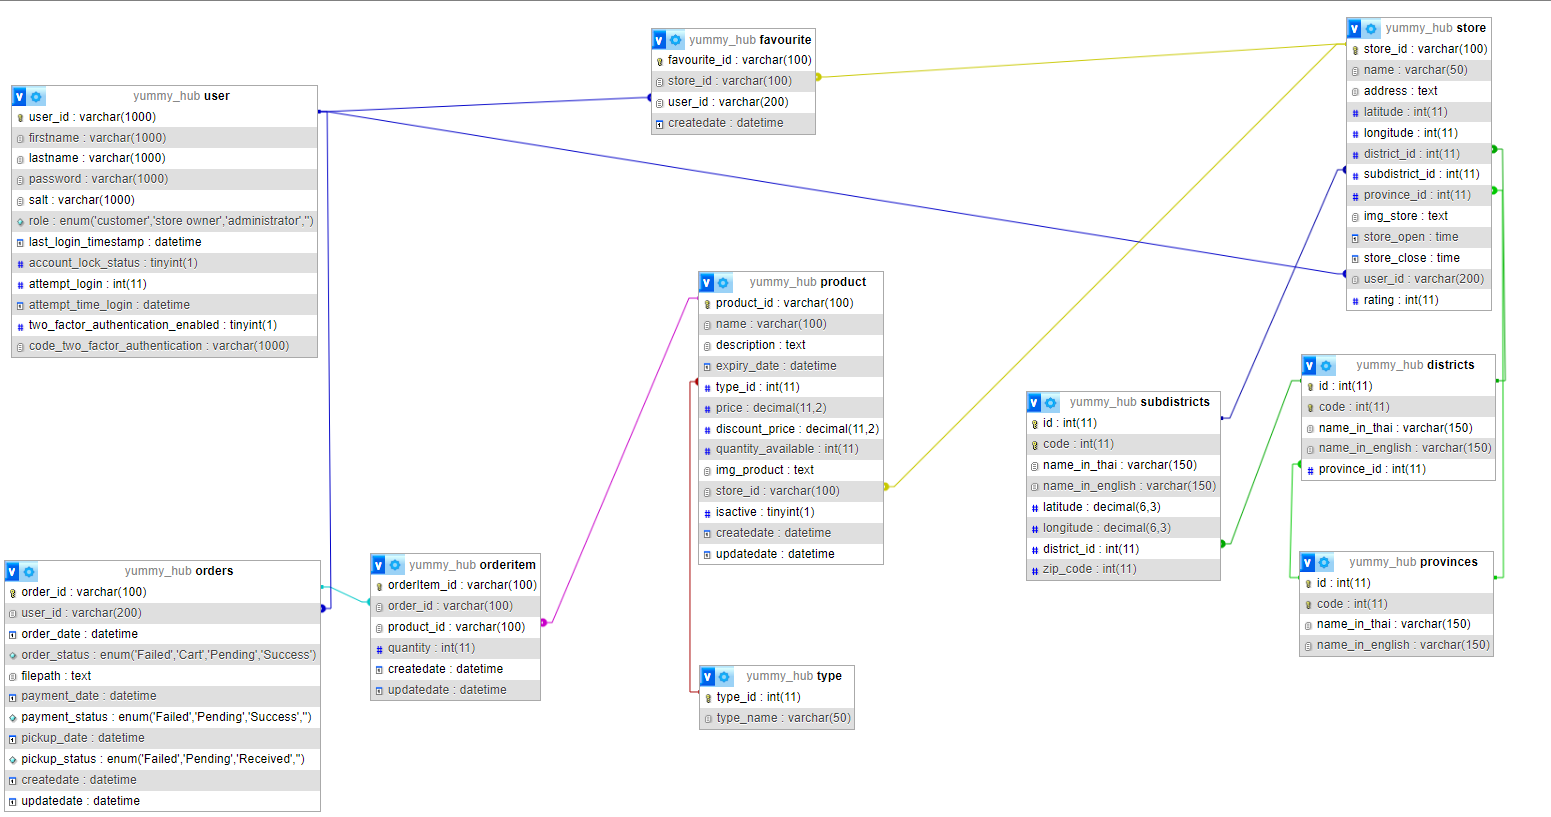 yummy_hub user
user_id : varchar(1000)
firstname : varchar(1000)
lastname : varchar(1000)
password : varchar(1000)
salt : varchar(1000)
role : enum('customer','store owner','administrator','')
last_login_timestamp : datetime
account_lock_status : tinyint(1)
attempt_login : int(11)
attempt_time_login : datetime
two_factor_authentication_enabled : tinyint(1)
code_two_factor_authentication : varchar(1000)
yummy_hub favourite
favourite_id : varchar(100)
store_id : varchar(100)
user_id : varchar(200)
createdate : datetime
yummy_hub store
store_id : varchar(100)
name : varchar(50)
address : text
latitude : int(11)
longitude : int(11)
district_id : int(11)
subdistrict_id : int(11)
province_id : int(11)
img_store : text
store_open : time
store_close : time
user_id : varchar(200)
rating : int(11)
yummy_hub product
product_id : varchar(100)
name : varchar(100)
description : text
expiry_date : datetime
type_id : int(11)
price : decimal(11,2)
discount_price : decimal(11,2)
quantity_available : int(11)
img_product : text
store_id : varchar(100)
isactive : tinyint(1)
createdate : datetime
updatedate : datetime
yummy_hub subdistricts
id : int(11)
code : int(11)
name_in_thai : varchar(150)
name_in_english : varchar(150)
latitude : decimal(6,3)
longitude : decimal(6,3)
district_id : int(11)
zip_code : int(11)
yummy_hub districts
id : int(11)
code : int(11)
name_in_thai : varchar(150)
name_in_english : varchar(150)
province_id : int(11)
yummy_hub provinces
id : int(11)
code : int(11)
name_in_thai : varchar(150)
name_in_english : varchar(150)
yummy_hub orders
order_id : varchar(100)
user_id : varchar(200)
order_date : datetime
order_status : enum('Failed','Cart','Pending','Success')
filepath : text
payment_date : datetime
payment_status : enum('Failed','Pending','Success','')
pickup_date : datetime
pickup_status : enum('Failed','Pending','Received','')
createdate : datetime
updatedate : datetime
yummy_hub orderitem
orderItem_id : varchar(100)
order_id : varchar(100)
product_id : varchar(100)
quantity : int(11)
createdate : datetime
updatedate : datetime
yummy_hub type
type_id : int(11)
type_name : varchar(50)